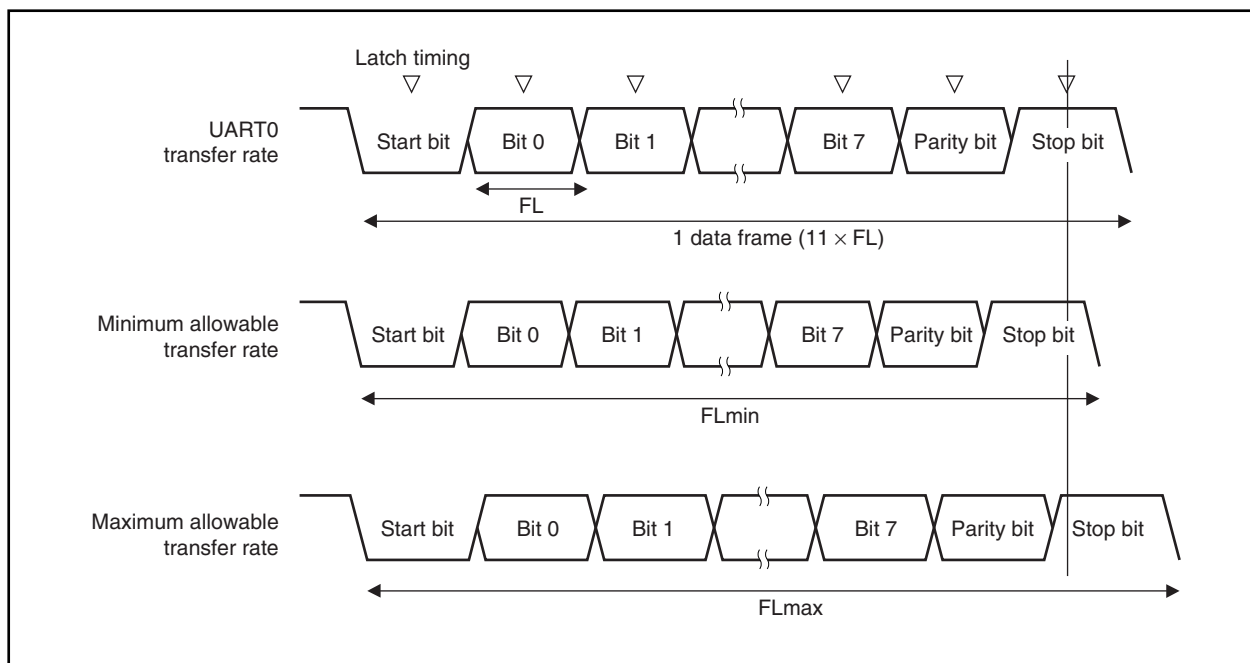 Latch timing
UART0
transfer rate
Start bit Bit 0 Bit 1 Bit 7 Parity bit Stop bit
FL
1 data frame (11 × FL)
Minimum allowable
transfer rate
Start bit Bit 0 Bit 1 Bit 7 Parity bit Stop bit
FLmin
Maximum allowable
transfer rate
Start bit Bit 0 Bit 1 Bit 7 Parity bit Stop bit
FLmax